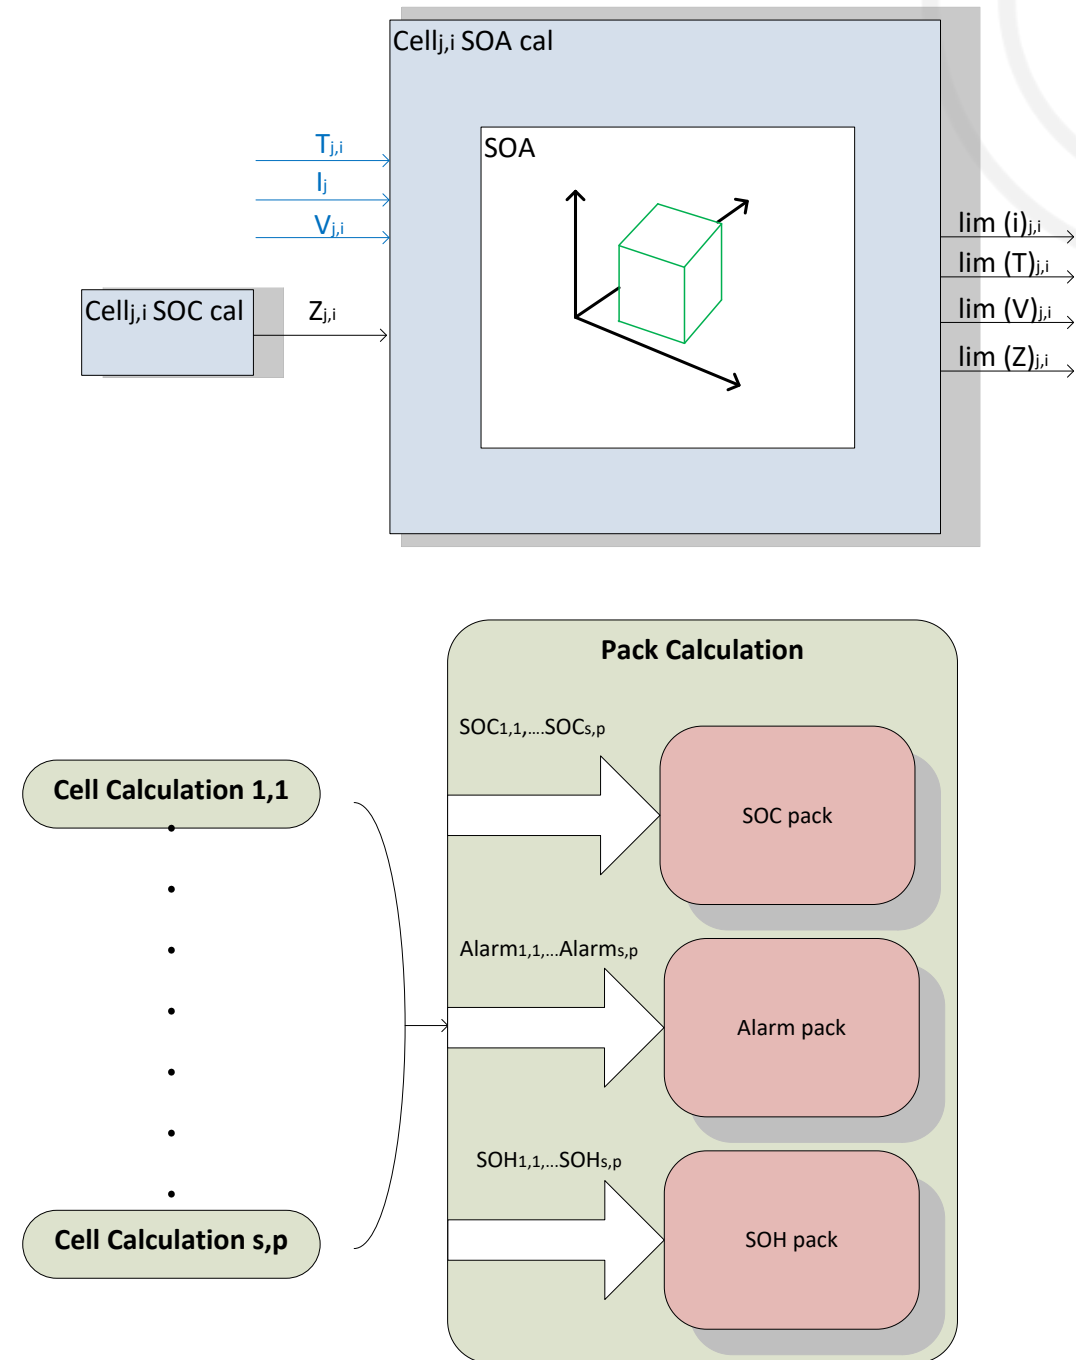 Cellj,i SOA cal
SOA
Tj,i
Ij
Vj,i
Cellj,i SOC cal
Zj,i
lim (i)j,i
lim (T)j,i
lim (V)j,i
lim (Z)j,i
Pack Calculation
SOC1,1,....SOCs,p
Cell Calculation 1,1
SOC pack
Alarm1,1,...Alarms,p
Alarm pack
SOH1,1,...SOHs,p
Cell Calculation s,p
SOH pack